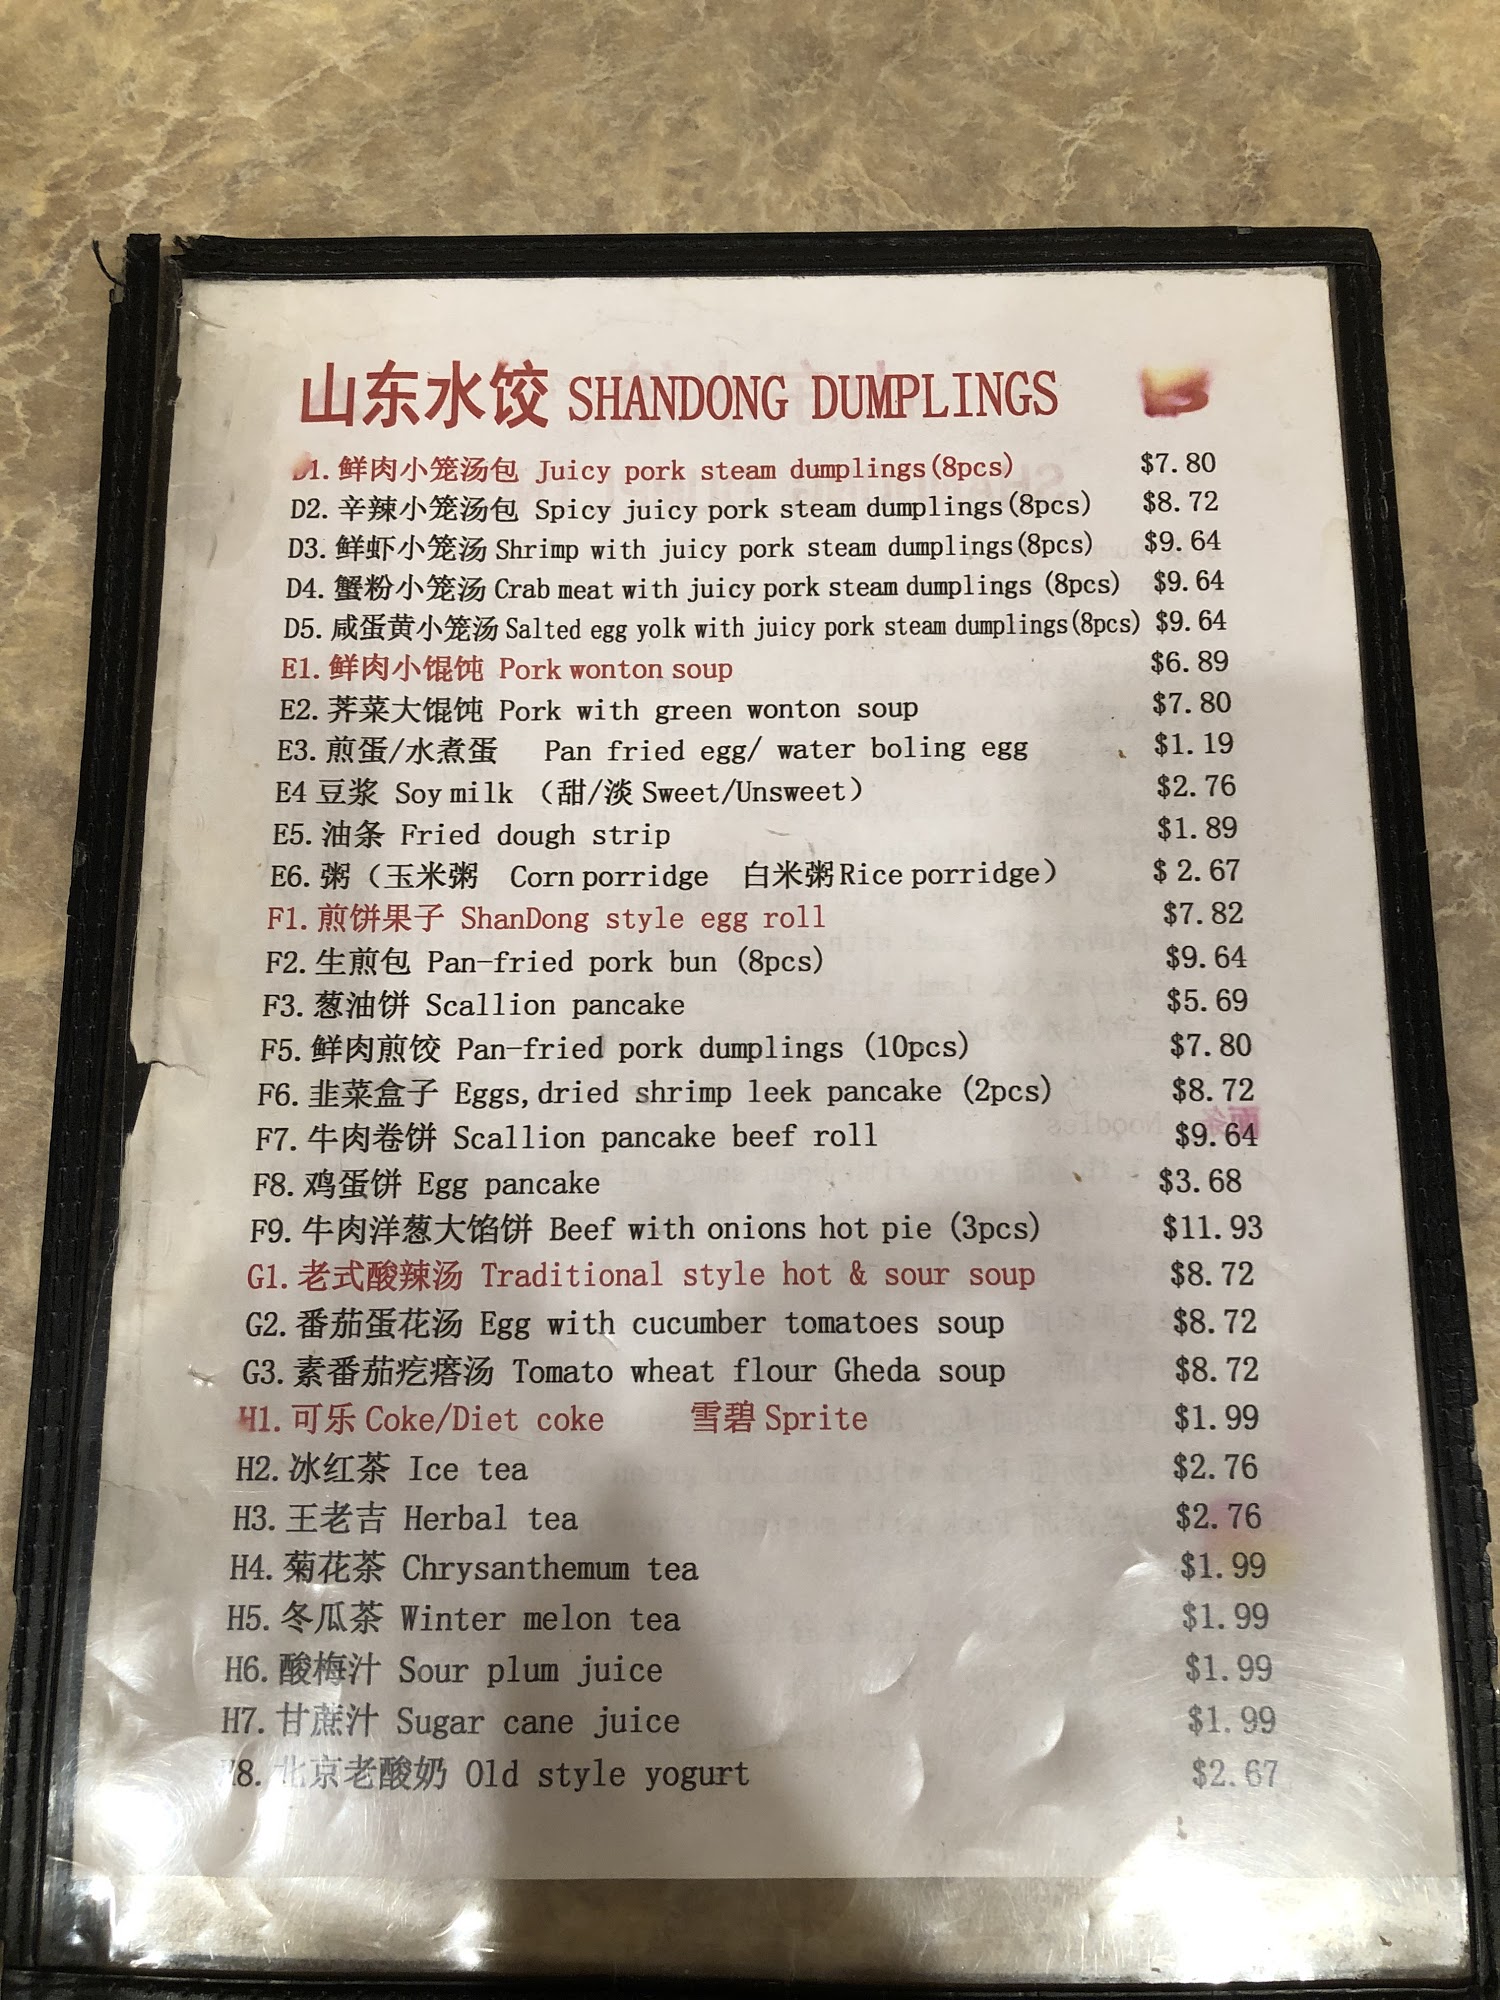 山东水饺 SHANDONG DUMPLINGS
D1. 鲜肉小笼汤包 Juicy pork steam dumplings(8pcs) $7.80
D2. 辛辣小笼汤包 Spicy juicy pork steam dumplings(8pcs) $8.72
D3. 鲜虾小笼汤 Shrimp with juicy pork steam dumplings(8pcs) $9.64
D4. 蟹粉小笼汤 Crab meat with juicy pork steam dumplings (8pcs) $9.64
D5. 咸蛋黄小笼汤 Salted egg yolk with juicy pork steam dumplings(8pcs) $9.64
E1. 鲜肉小馄饨 Pork wonton soup $6.89
E2. 荠菜大馄饨 Pork with green wonton soup $7.80
E3. 煎蛋/水煮蛋 Pan fried egg/ water boling egg $1.19
E4 豆浆 Soy milk （甜/淡 Sweet/Unsweet） $2.76
E5. 油条 Fried dough strip $1.89
E6. 粥（玉米粥 Corn porridge 白米粥 Rice porridge） $ 2.67
F1. 煎饼果子 ShanDong style egg roll $7.82
F2. 生煎包 Pan-fried pork bun (8pcs) $9.64
F3. 葱油饼 Scallion pancake $5.69
F5. 鲜肉煎饺 Pan-fried pork dumplings (10pcs) $7.80
F6. 韭菜盒子 Eggs,dried shrimp leek pancake (2pcs) $8.72
F7. 牛肉卷饼 Scallion pancake beef roll $9.64
F8. 鸡蛋饼 Egg pancake $3.68
F9. 牛肉洋葱大馅饼 Beef with onions hot pie (3pcs) $11.93
G1. 老式酸辣汤 Traditional style hot & sour soup $8.72
G2. 番茄蛋花汤 Egg with cucumber tomatoes soup $8.72
G3. 素番茄疙瘩汤 Tomato wheat flour Gheda soup $8.72
H1. 可乐 Coke/Diet coke 雪碧 Sprite $1.99
H2. 冰红茶 Ice tea $2.76
H3. 王老吉 Herbal tea $2.76
H4. 菊花茶 Chrysanthemum tea $1.99
H5. 冬瓜茶 Winter melon tea $1.99
H6. 酸梅汁 Sour plum juice $1.99
H7. 甘蔗汁 Sugar cane juice $1.99
H8. 北京老酸奶 Old style yogurt $2.67